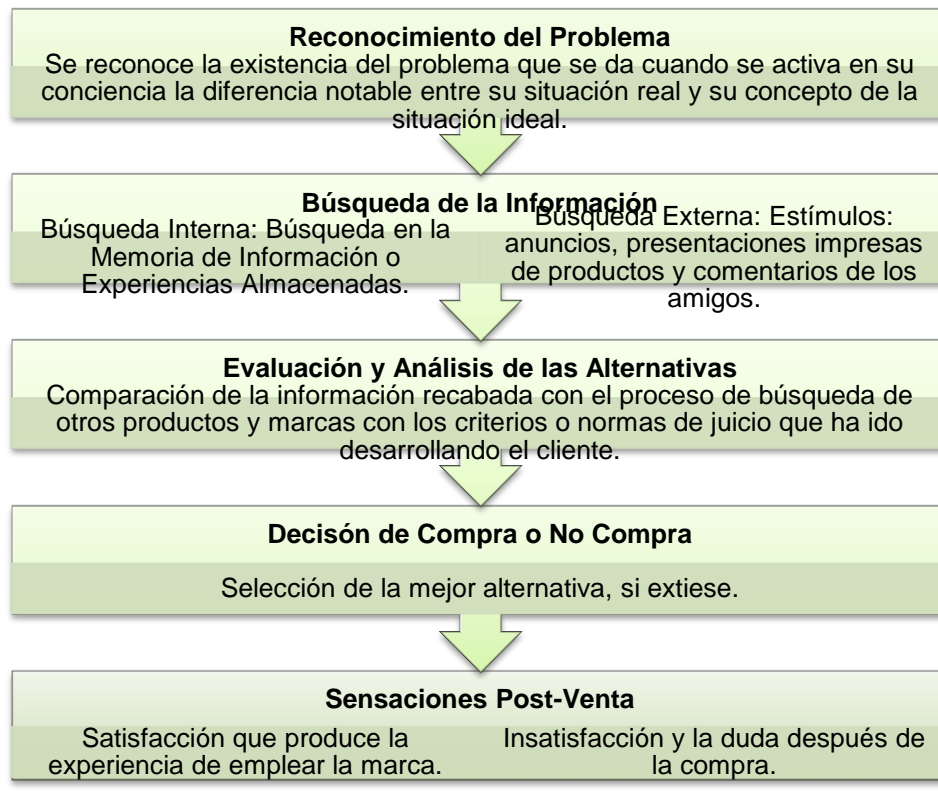 Reconocimiento del Problema
Se reconoce la existencia del problema que se da cuando se activa en su
conciencia la diferencia notable entre su situación real y su concepto de la
situación ideal.
Búsqueda de la Información
Búsqueda Interna: Búsqueda en la
Memoria de Información o
Experiencias Almacenadas.
Búsqueda Externa: Estímulos:
anuncios, presentaciones impresas
de productos y comentarios de los
amigos.
Evaluación y Análisis de las Alternativas
Comparación de la información recabada con el proceso de búsqueda de
otros productos y marcas con los criterios o normas de juicio que ha ido
desarrollando el cliente.
Decisón de Compra o No Compra
Selección de la mejor alternativa, si extiese.
Sensaciones Post-Venta
Satisfacción que produce la
experiencia de emplear la marca.
Insatisfacción y la duda después de
la compra.